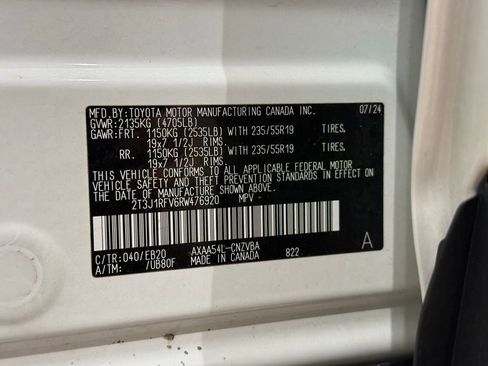 MFD.BY:TOYOTA MOTOR MANUFACTURING CANADA INC. 07/24
GVWR:2135KG (4705LB)
GAWR:FRT. 1150KG (2535LB) WITH 235/55R19 TIRES,
19x7 1/2J RIMS,
RR. 1150KG (2535LB) WITH 235/55R19 TIRES,
19x7 1/2J RIMS,
THIS VEHICLE CONFORMS TO ALL APPLICABLE FEDERAL MOTOR
VEHICLE SAFETY AND THEFT PREVENTION STANDARDS IN EFFECT ON
THE DATE OF MANUFACTURE SHOWN ABOVE.
2T3J1RFV6RW476920 MPV -
C/TR:040/EB20 AXAA54L-CNZVBA
A/TM: /UB80F MADE IN CANADA 822 A